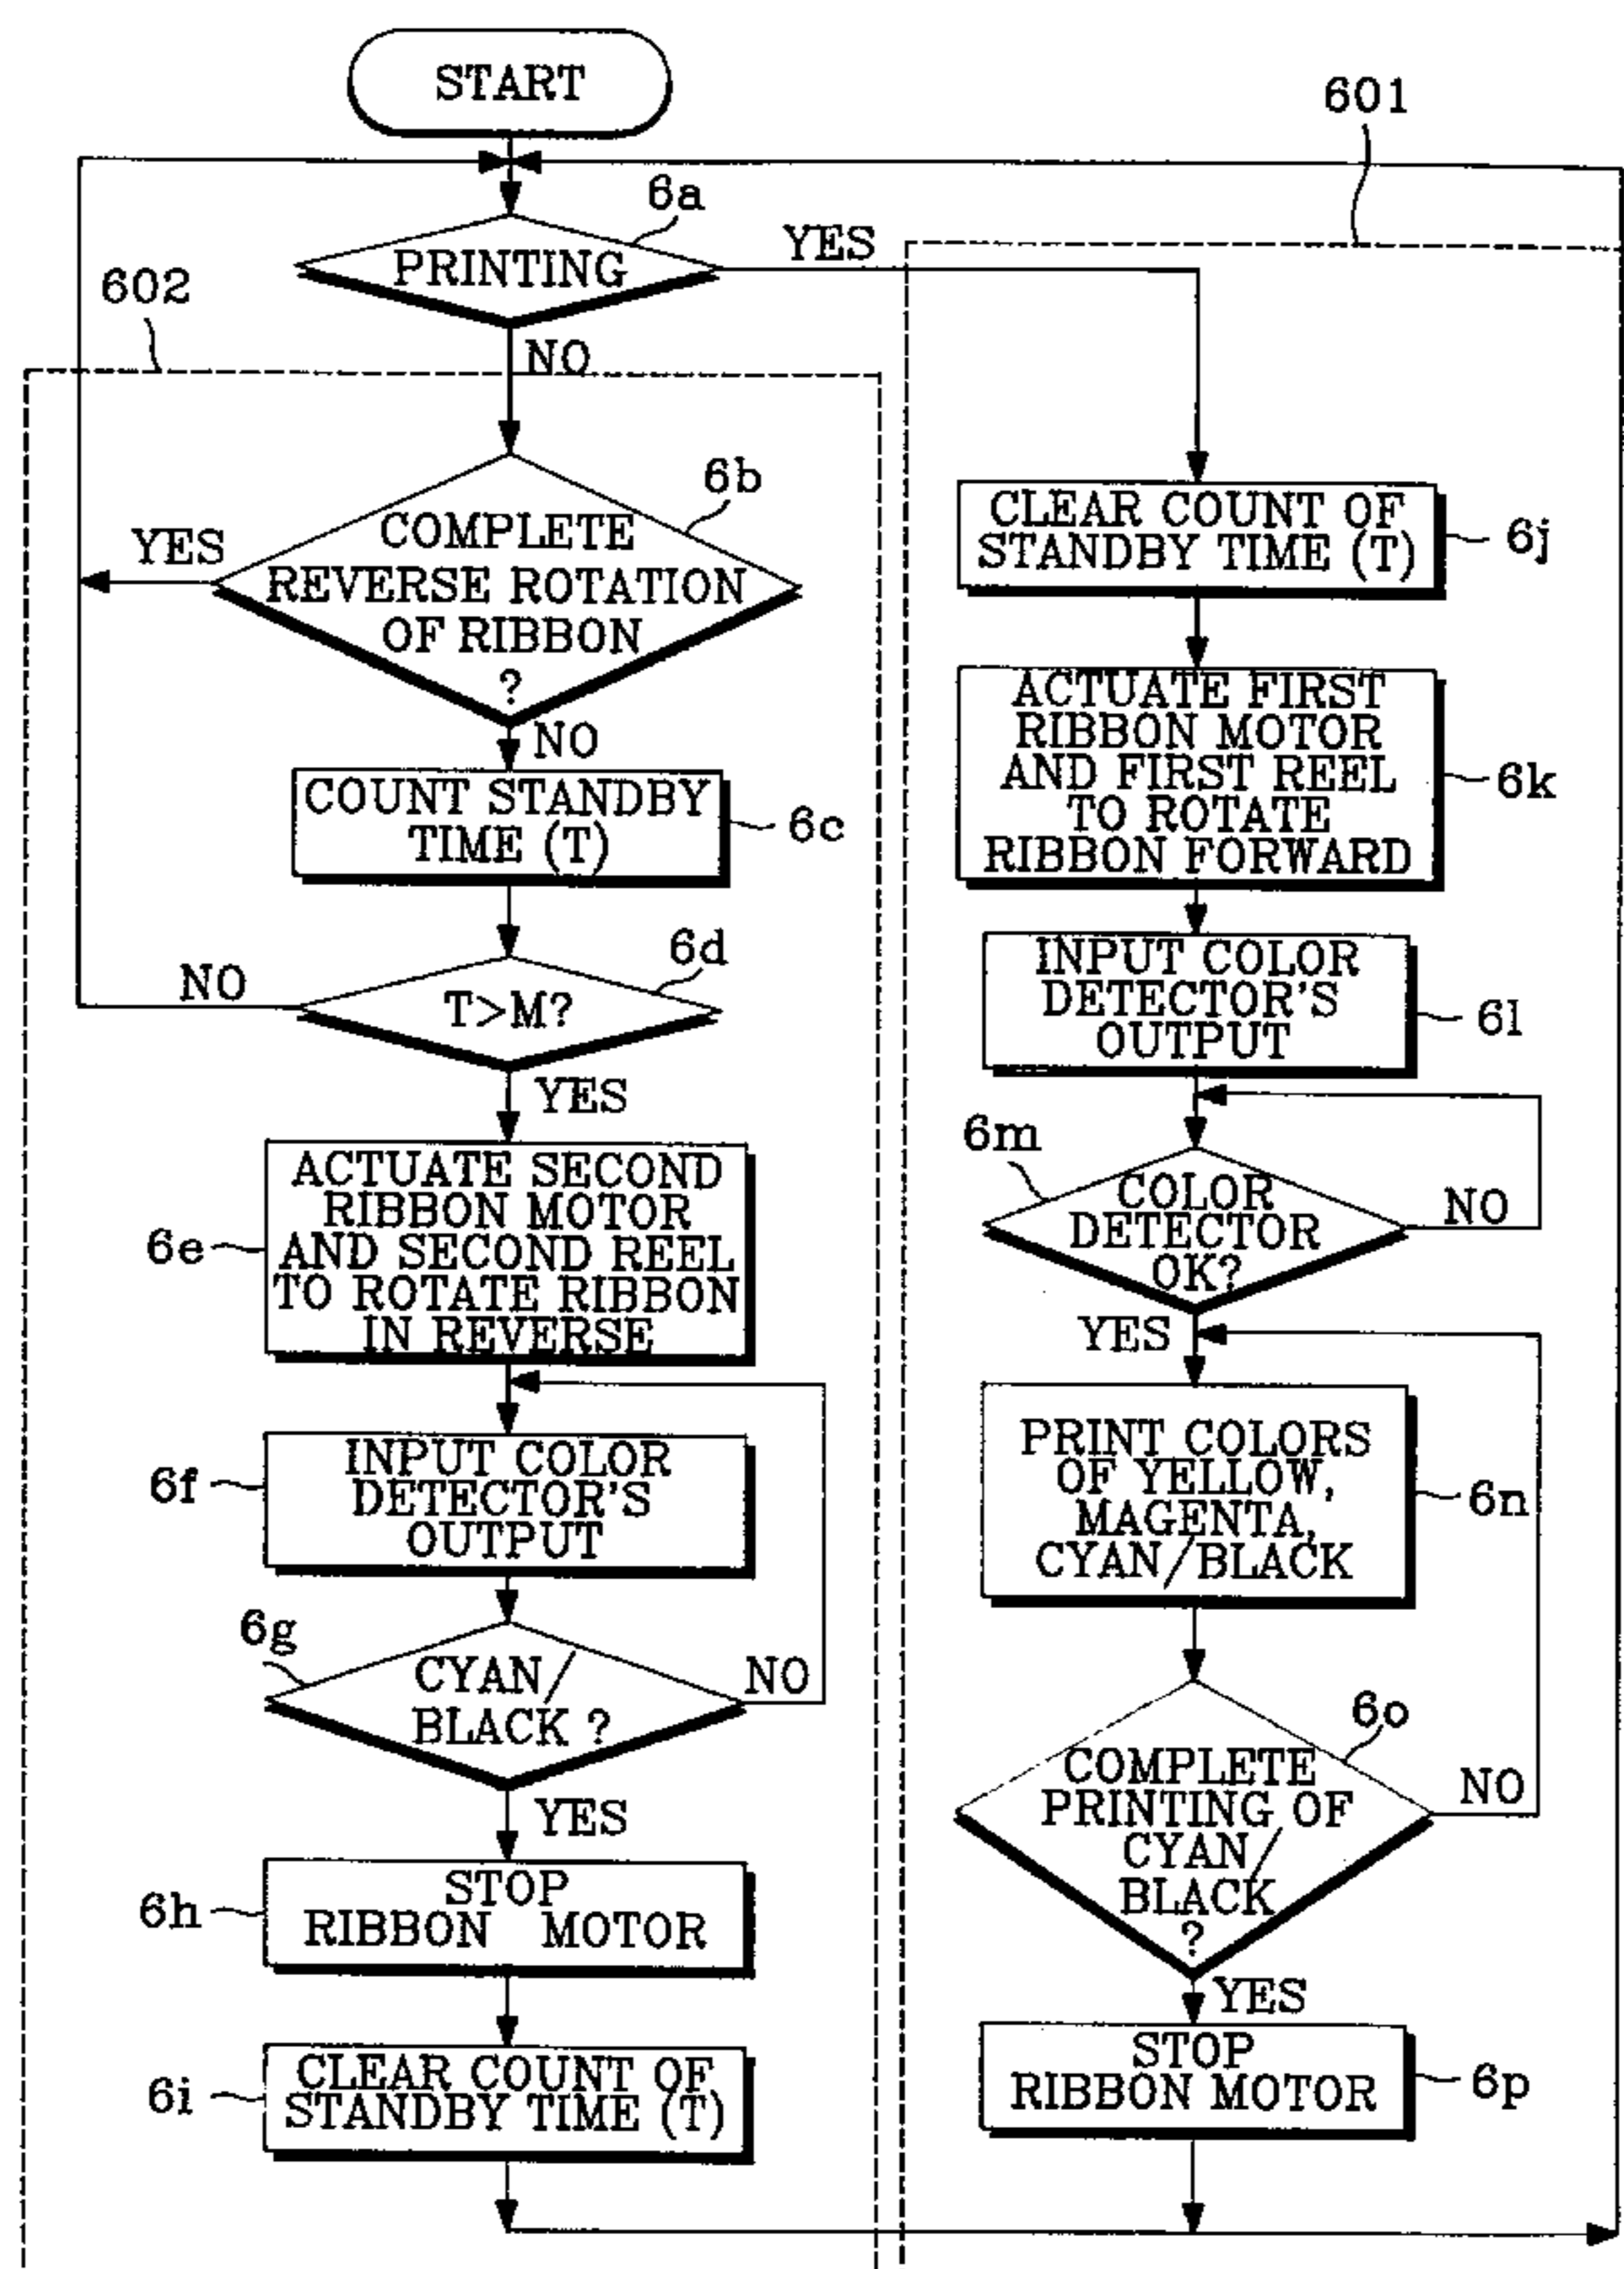 START
601
6a
PRINTING
YES
602
NO
6b
COMPLETE
REVERSE ROTATION
OF RIBBON
?
YES
NO
COUNT STANDBY
TIME (T)
6c
6d
T>M?
NO
YES
ACTUATE SECOND
RIBBON MOTOR
AND SECOND REEL
TO ROTATE RIBBON
IN REVERSE
6e
INPUT COLOR
DETECTOR'S
OUTPUT
6f
6g
CYAN/
BLACK ?
NO
YES
STOP
RIBBON MOTOR
6h
CLEAR COUNT OF
STANDBY TIME (T)
6i
CLEAR COUNT OF
STANDBY TIME (T)
6j
ACTUATE FIRST
RIBBON MOTOR
AND FIRST REEL
TO ROTATE
RIBBON FORWARD
6k
INPUT COLOR
DETECTOR'S
OUTPUT
6l
6m
COLOR
DETECTOR
OK?
NO
YES
PRINT COLORS
OF YELLOW,
MAGENTA,
CYAN/BLACK
6n
6o
COMPLETE
PRINTING OF
CYAN/
BLACK
?
NO
YES
STOP
RIBBON MOTOR
6p